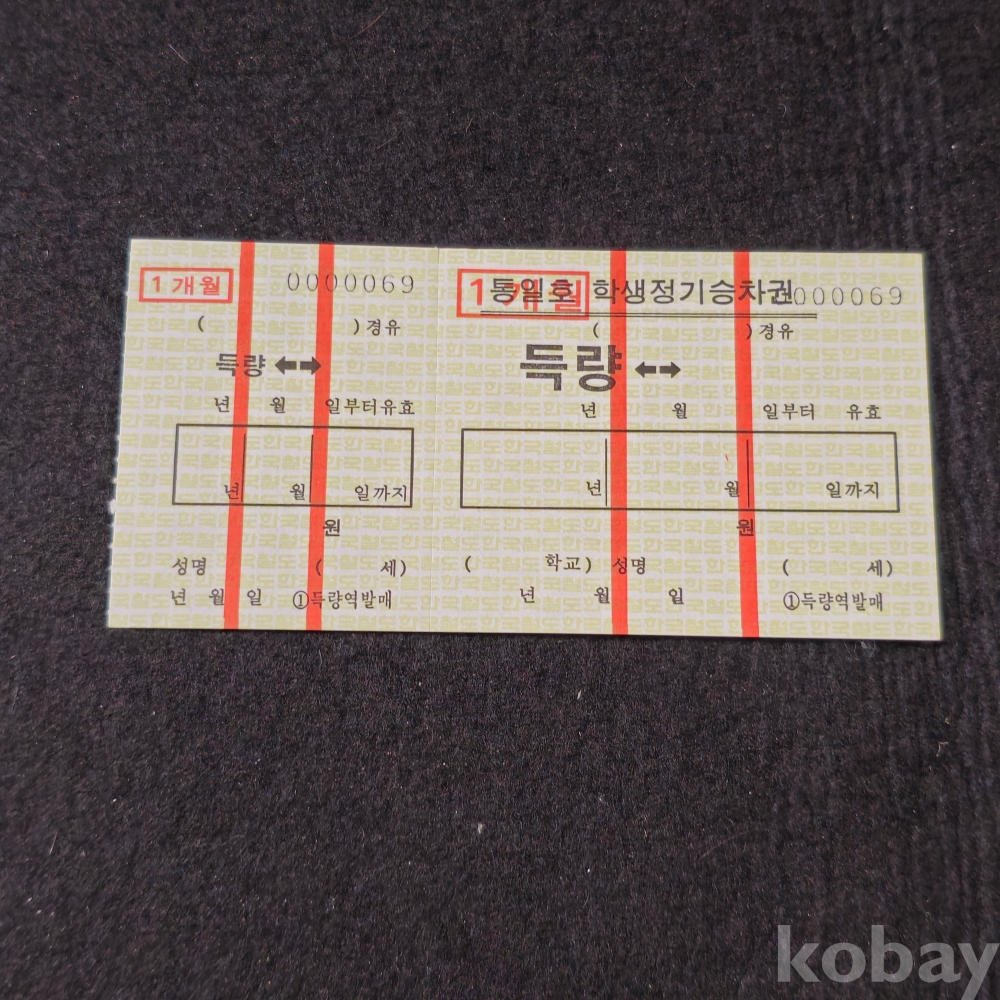 1개월 0000069
( )경유
득량 ↔
년 월 일부터유효
년 월 일까지
원
성명 ( 세)
년 월 일 ①득량역발매
1개월 통일호 학생정기승차권 0000069
( )경유
득량 ↔
년 월 일부터 유효
년 월 일까지
원
( 학교) 성명 ( 세)
년 월 일 ①득량역발매
kobay